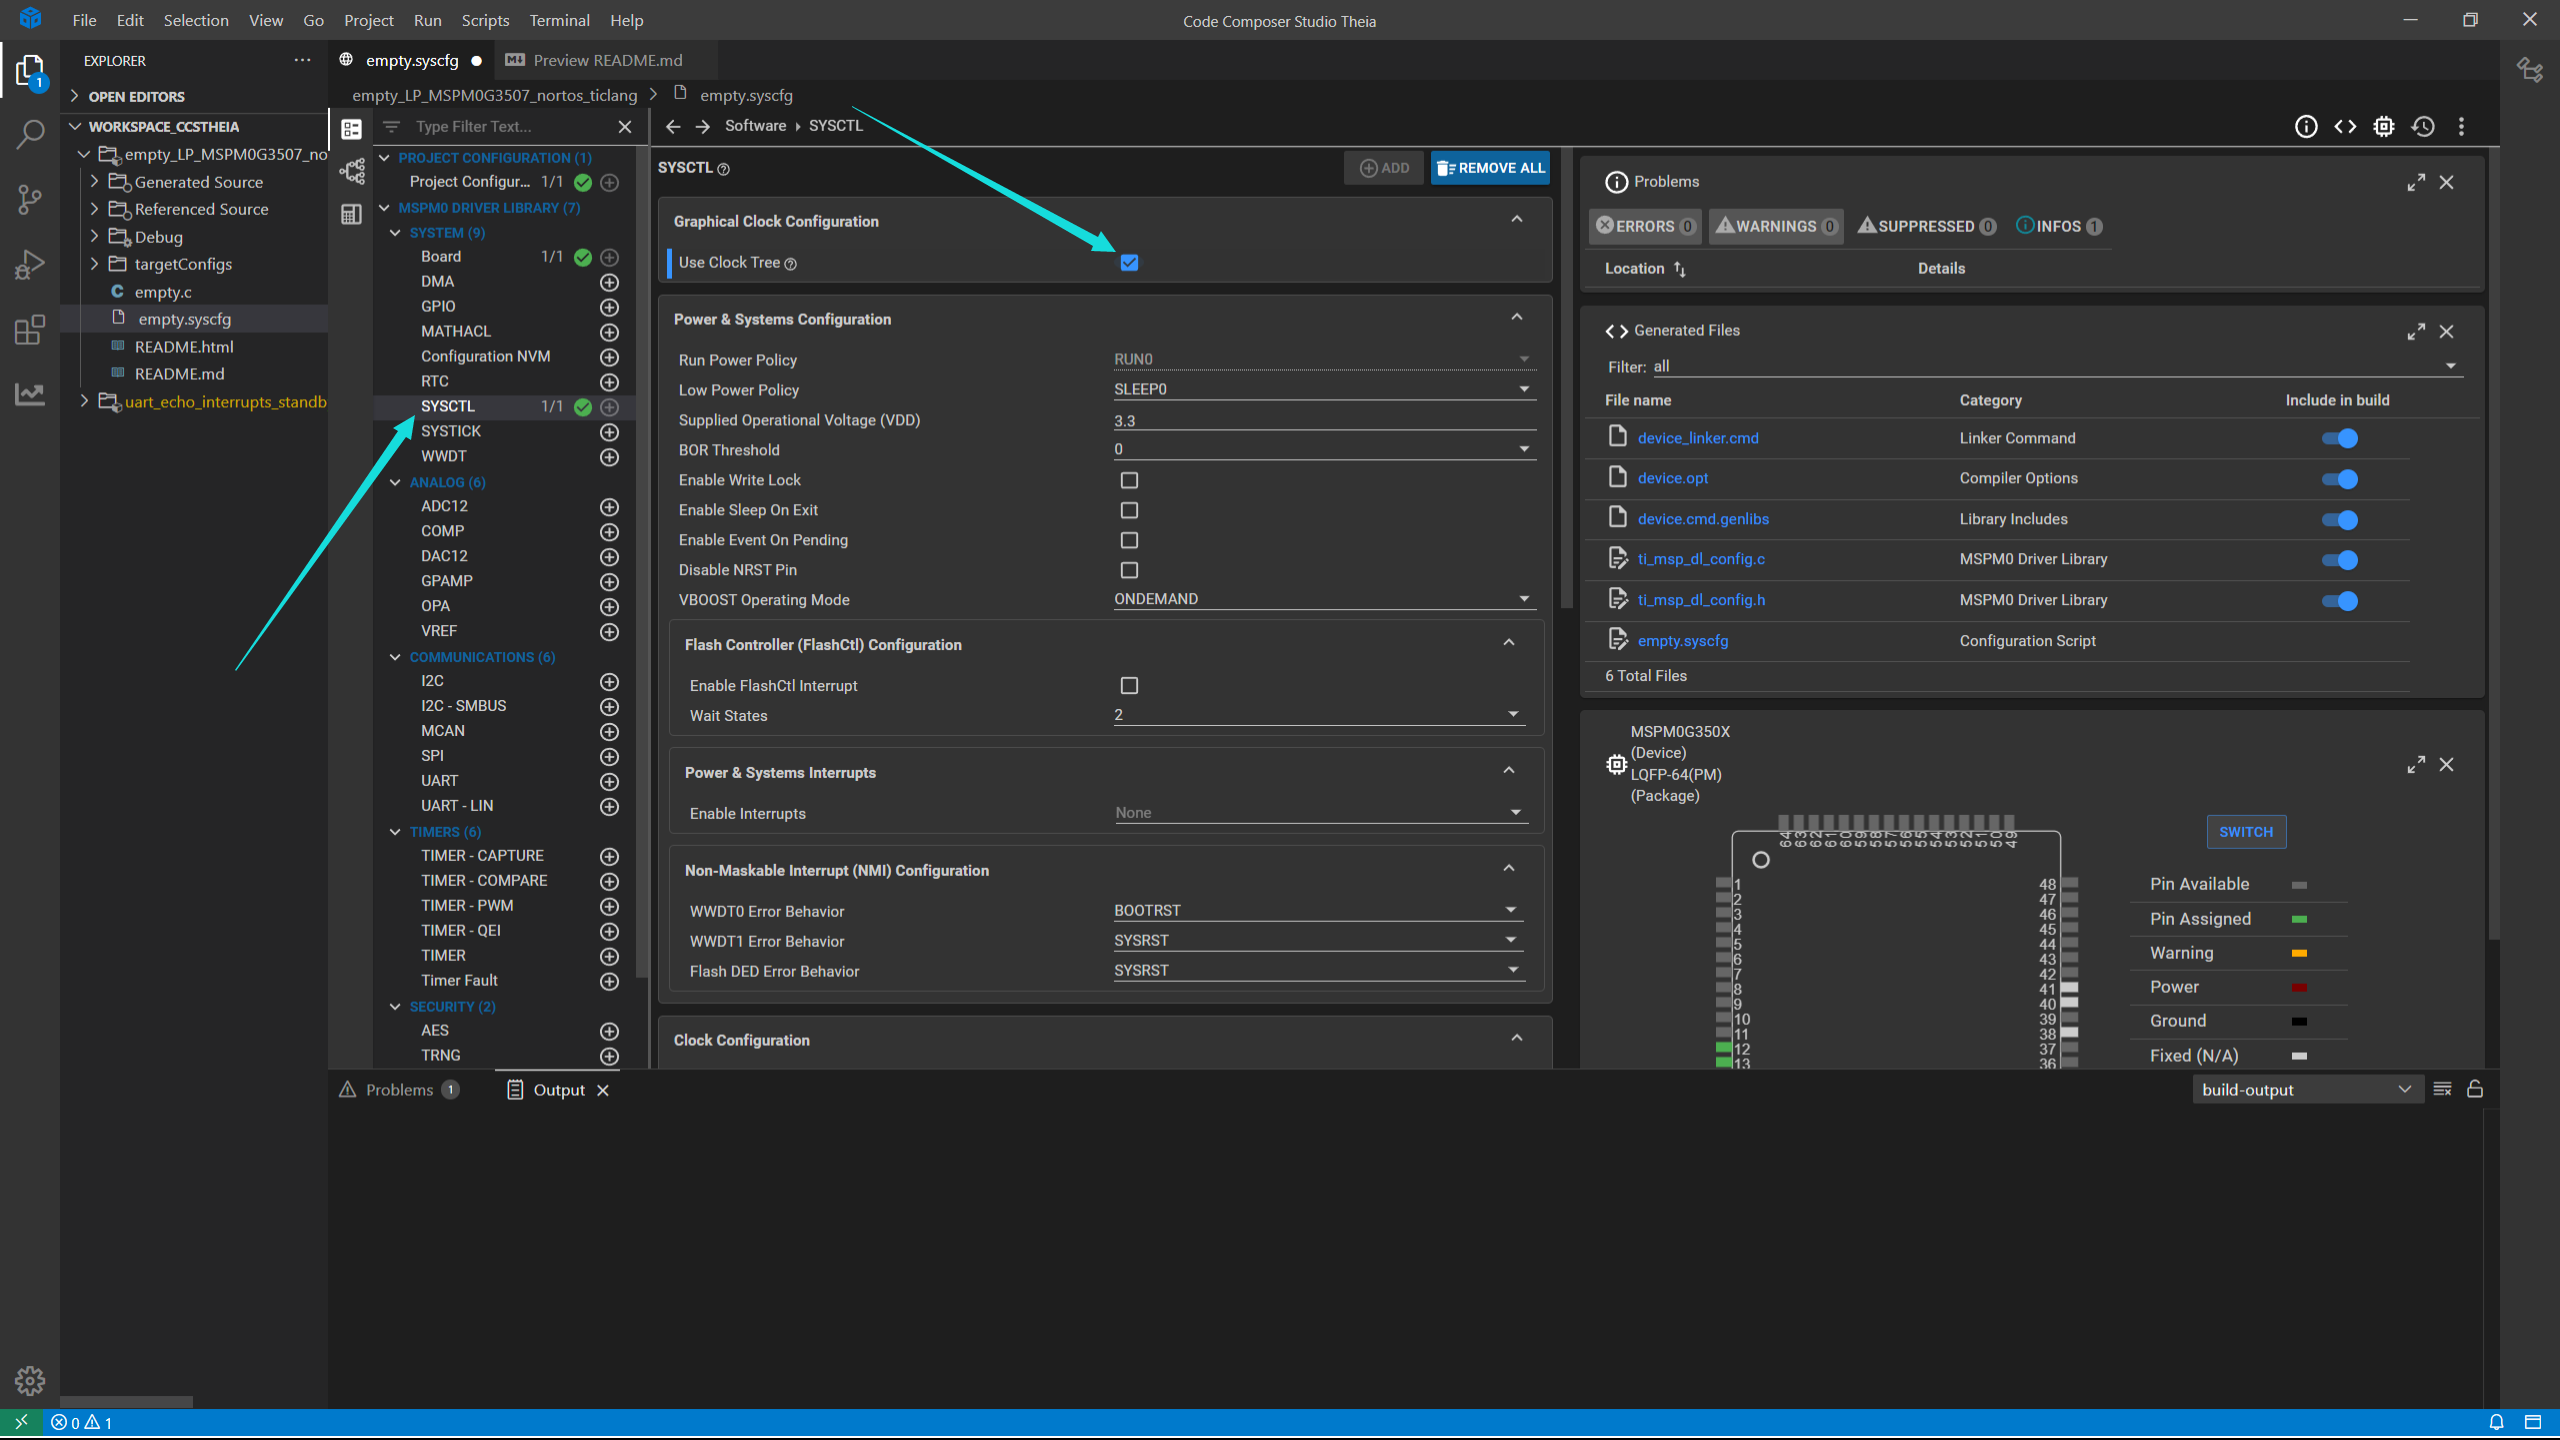 File Edit Selection View Go Project Run Scripts Terminal Help
Code Composer Studio Theia
EXPLORER
1
OPEN EDITORS
WORKSPACE_CCSTHEIA
empty_LP_MSPM0G3507_no
Generated Source
Referenced Source
Debug
targetConfigs
empty.c
empty.syscfg
README.html
README.md
uart_echo_interrupts_standb
empty.syscfg
Preview README.md
empty_LP_MSPM0G3507_nortos_ticlang > empty.syscfg
Type Filter Text...
PROJECT CONFIGURATION (1)
Project Configur... 1/1
MSPM0 DRIVER LIBRARY (7)
SYSTEM (9)
Board 1/1
DMA
GPIO
MATHACL
Configuration NVM
RTC
SYSCTL 1/1
SYSTICK
WWDT
ANALOG (6)
ADC12
COMP
DAC12
GPAMP
OPA
VREF
COMMUNICATIONS (6)
I2C
I2C - SMBUS
MCAN
SPI
UART
UART - LIN
TIMERS (6)
TIMER - CAPTURE
TIMER - COMPARE
TIMER - PWM
TIMER - QEI
TIMER
Timer Fault
SECURITY (2)
AES
TRNG
Software › SYSCTL
SYSCTL
ADD
REMOVE ALL
Graphical Clock Configuration
Use Clock Tree
Power & Systems Configuration
Run Power Policy RUN0
Low Power Policy SLEEP0
Supplied Operational Voltage (VDD) 3.3
BOR Threshold 0
Enable Write Lock
Enable Sleep On Exit
Enable Event On Pending
Disable NRST Pin
VBOOST Operating Mode ONDEMAND
Flash Controller (FlashCtl) Configuration
Enable FlashCtl Interrupt
Wait States 2
Power & Systems Interrupts
Enable Interrupts None
Non-Maskable Interrupt (NMI) Configuration
WWDT0 Error Behavior BOOTRST
WWDT1 Error Behavior SYSRST
Flash DED Error Behavior SYSRST
Clock Configuration
Problems
ERRORS 0 WARNINGS 0 SUPPRESSED 0 INFOS 1
Location Details
Generated Files
Filter: all
File name Category Include in build
device_linker.cmd Linker Command
device.opt Compiler Options
device.cmd.genlibs Library Includes
ti_msp_dl_config.c MSPM0 Driver Library
ti_msp_dl_config.h MSPM0 Driver Library
empty.syscfg Configuration Script
6 Total Files
MSPM0G350X
(Device)
LQFP-64(PM)
(Package)
SWITCH
64 63 62 61 60 59 58 57 56 55 54 53 52 51 50 49
1 48
2 47
3 46
4 45
5 44
6 43
7 42
8 41
9 40
10 39
11 38
12 37
13 36
Pin Available
Pin Assigned
Warning
Power
Ground
Fixed (N/A)
Problems 1
Output
build-output
0 1